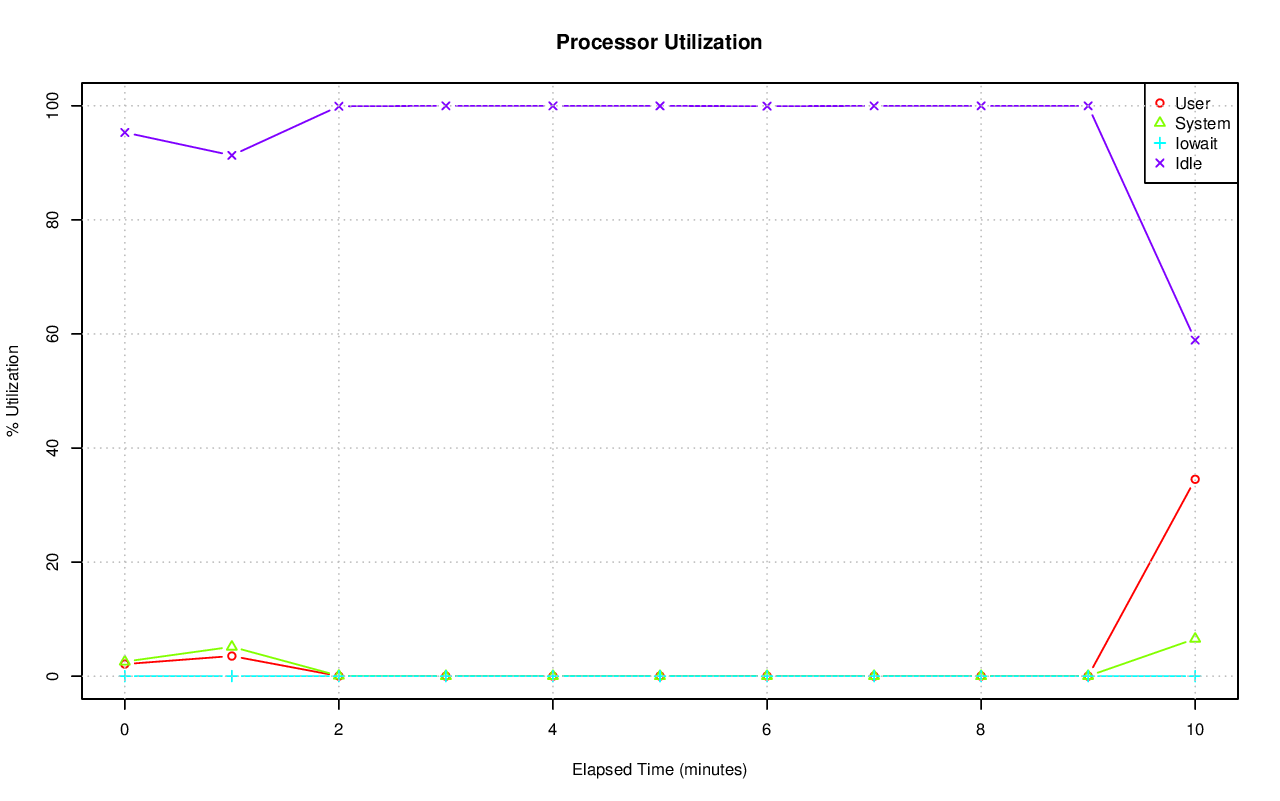 Processor Utilization
100
80
60
40
20
0
% Utilization
User
System
Iowait
Idle
0 2 4 6 8 10
Elapsed Time (minutes)